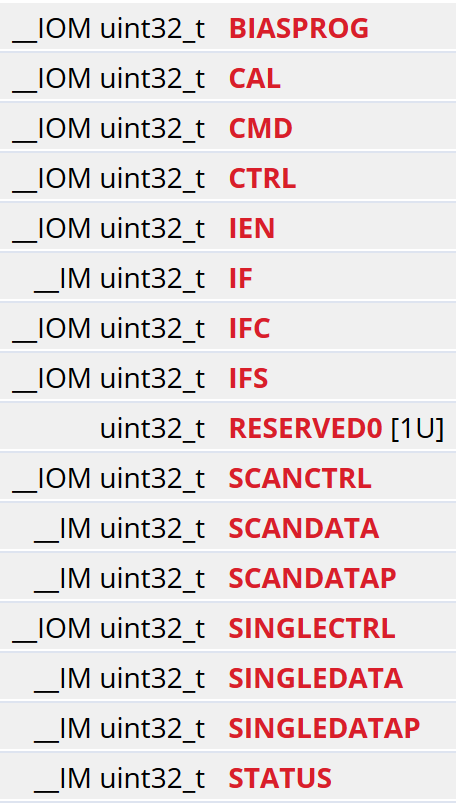 __IOM uint32_t BIASPROG
__IOM uint32_t CAL
__IOM uint32_t CMD
__IOM uint32_t CTRL
__IOM uint32_t IEN
__IM uint32_t IF
__IOM uint32_t IFC
__IOM uint32_t IFS
uint32_t RESERVED0 [1U]
__IOM uint32_t SCANCTRL
__IM uint32_t SCANDATA
__IM uint32_t SCANDATAP
__IOM uint32_t SINGLECTRL
__IM uint32_t SINGLEDATA
__IM uint32_t SINGLEDATAP
__IM uint32_t STATUS